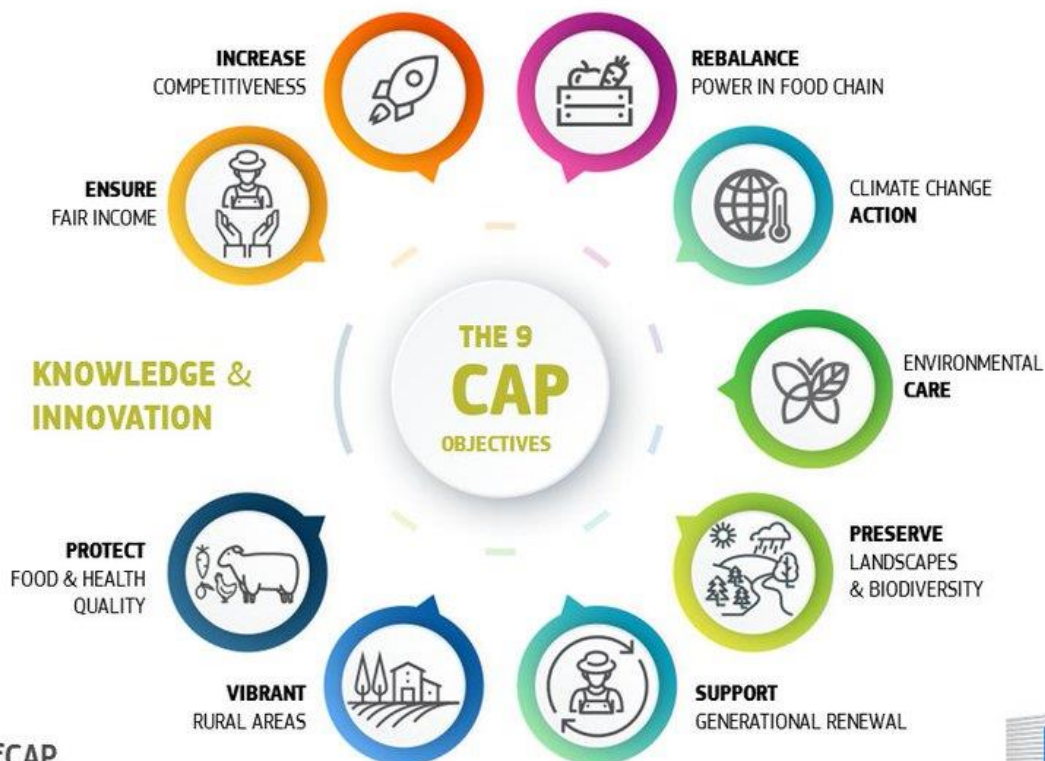 INCREASE
COMPETITIVENESS
REBALANCE
POWER IN FOOD CHAIN
ENSURE
FAIR INCOME
CLIMATE CHANGE
ACTION
THE 9
CAP
OBJECTIVES
KNOWLEDGE &
INNOVATION
ENVIRONMENTAL
CARE
PROTECT
FOOD & HEALTH
QUALITY
PRESERVE
LANDSCAPES
& BIODIVERSITY
VIBRANT
RURAL AREAS
SUPPORT
GENERATIONAL RENEWAL